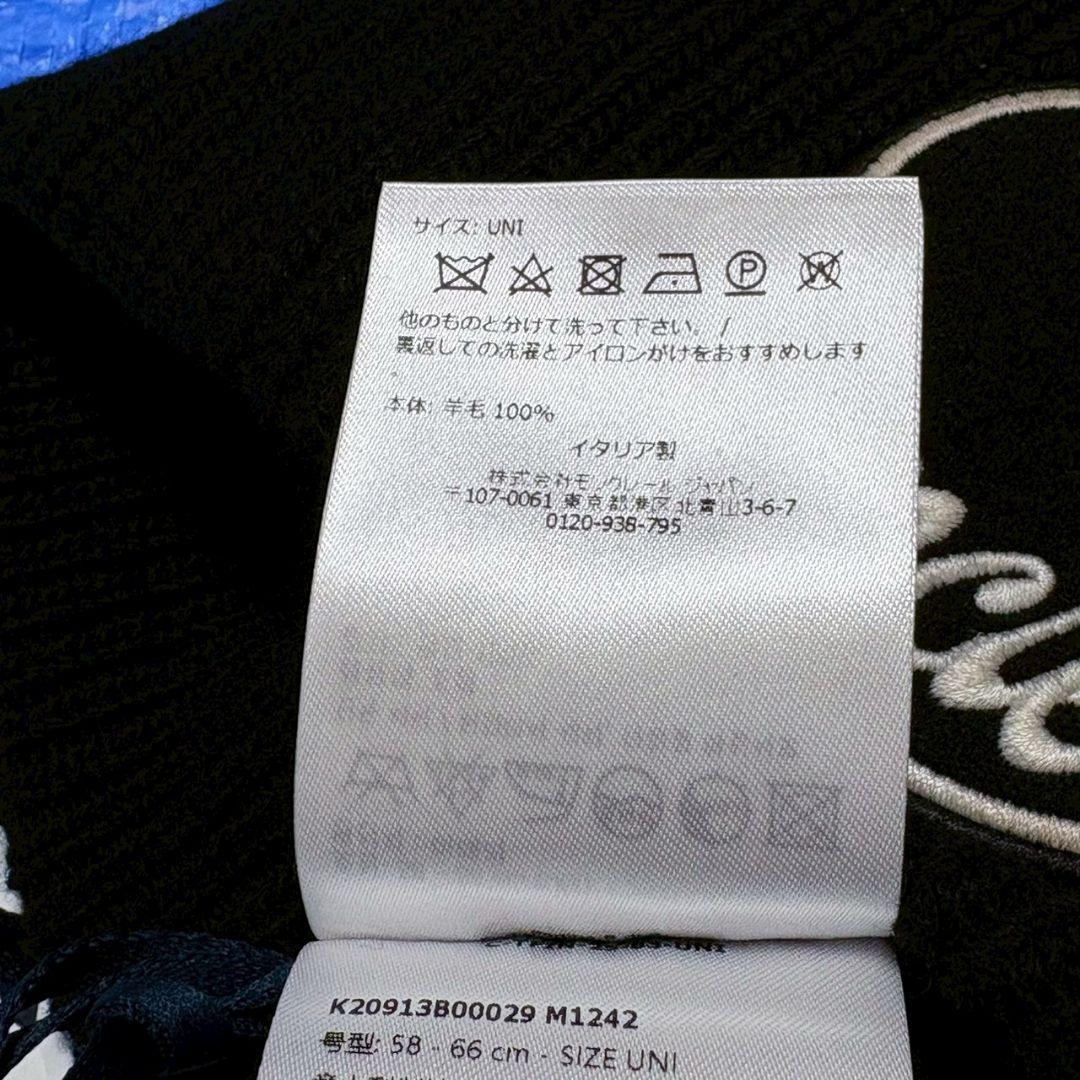 サイズ: UNI
他のものと分けて洗って下さい。 /
裏返しての洗濯とアイロンがけをおすすめします
。
本体: 羊毛 100%
イタリア製
株式会社モンクレール ジャパン
〒107-0061 東京都港区北青山3-6-7
0120-938-795
K20913B00029 M1242
号型: 58 - 66 cm - SIZE UNI